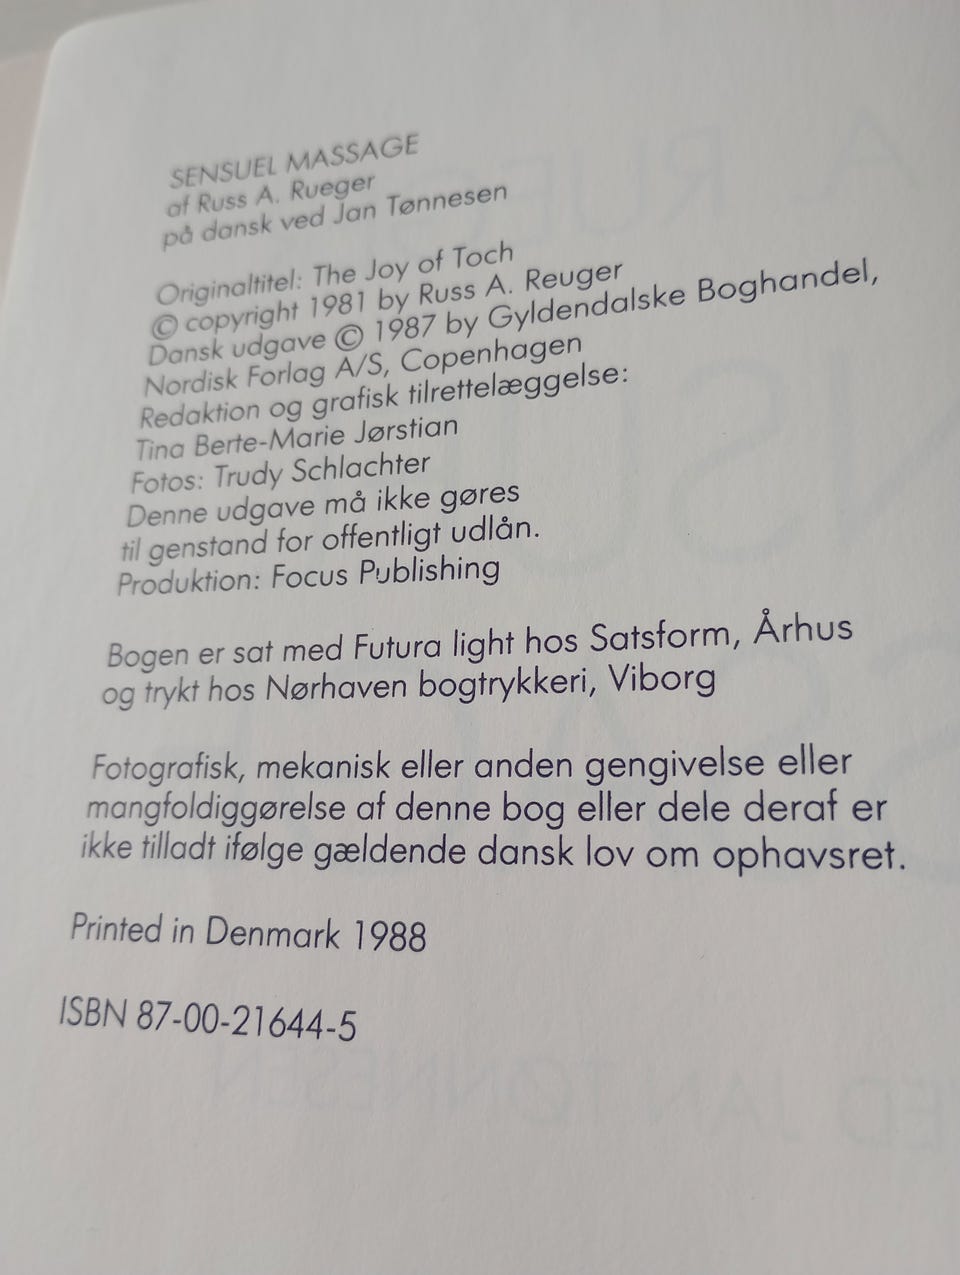 SENSUEL MASSAGE
af Russ A. Rueger
på dansk ved Jan Tønnesen
Originaltitel: The Joy of Toch
© copyright 1981 by Russ A. Reuger
Dansk udgave © 1987 by Gyldendalske Boghandel,
Nordisk Forlag A/S, Copenhagen
Redaktion og grafisk tilrettelæggelse:
Tina Berte-Marie Jørstian
Fotos: Trudy Schlachter
Denne udgave må ikke gøres
til genstand for offentligt udlån.
Produktion: Focus Publishing
Bogen er sat med Futura light hos Satsform, Århus
og trykt hos Nørhaven bogtrykkeri, Viborg
Fotografisk, mekanisk eller anden gengivelse eller
mangfoldiggørelse af denne bog eller dele deraf er
ikke tilladt ifølge gældende dansk lov om ophavsret.
Printed in Denmark 1988
ISBN 87-00-21644-5